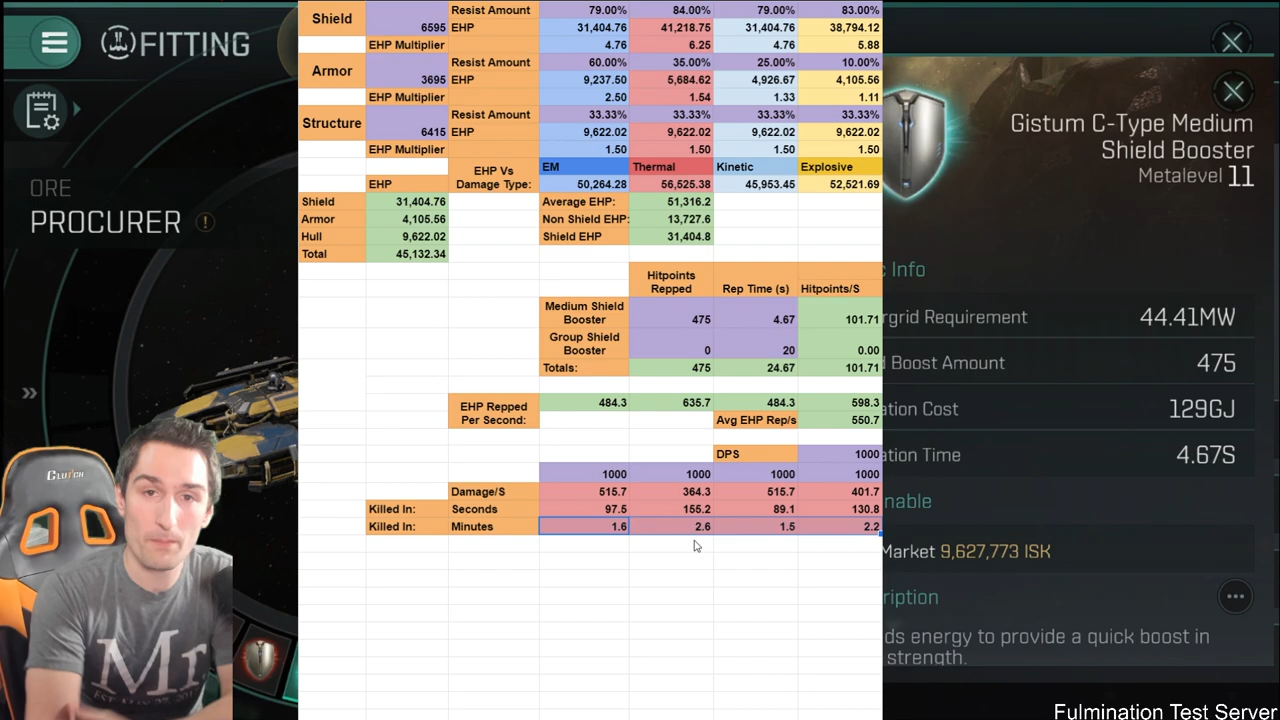 FITTING
ORE
PROCURER
»
Shield 6595 Resist Amount 79.00% 84.00% 79.00% 83.00%
EHP 31,404.76 41,218.75 31,404.76 38,794.12
EHP Multiplier 4.76 6.25 4.76 5.88
Armor 3695 Resist Amount 60.00% 35.00% 25.00% 10.00%
EHP 9,237.50 5,684.62 4,926.67 4,105.56
EHP Multiplier 2.50 1.54 1.33 1.11
Structure 6415 Resist Amount 33.33% 33.33% 33.33% 33.33%
EHP 9,622.02 9,622.02 9,622.02 9,622.02
EHP Multiplier 1.50 1.50 1.50 1.50
EHP Vs Damage Type: EM Thermal Kinetic Explosive
EHP 50,264.28 56,525.38 45,953.45 52,521.69
Shield 31,404.76 Average EHP: 51,316.2
Armor 4,105.56 Non Shield EHP: 13,727.6
Hull 9,622.02 Shield EHP 31,404.8
Total 45,132.34
Hitpoints Repped Rep Time (s) Hitpoints/S
Medium Shield Booster 475 4.67 101.71
Group Shield Booster 0 20 0.00
Totals: 475 24.67 101.71
EHP Repped Per Second: 484.3 635.7 484.3 598.3
Avg EHP Rep/s 550.7
DPS 1000
1000 1000 1000 1000
Damage/S 515.7 364.3 515.7 401.7
Killed In: Seconds 97.5 155.2 89.1 130.8
Killed In: Minutes 1.6 2.6 1.5 2.2
Gistum C-Type Medium
Shield Booster
Metalevel 11
Info
rgrid Requirement 44.41MW
Boost Amount 475
ation Cost 129GJ
ation Time 4.67S
nable
Market 9,627,773 ISK
ription
ds energy to provide a quick boost in
strength.
CLUTCH
Mr.
Fulmination Test Server